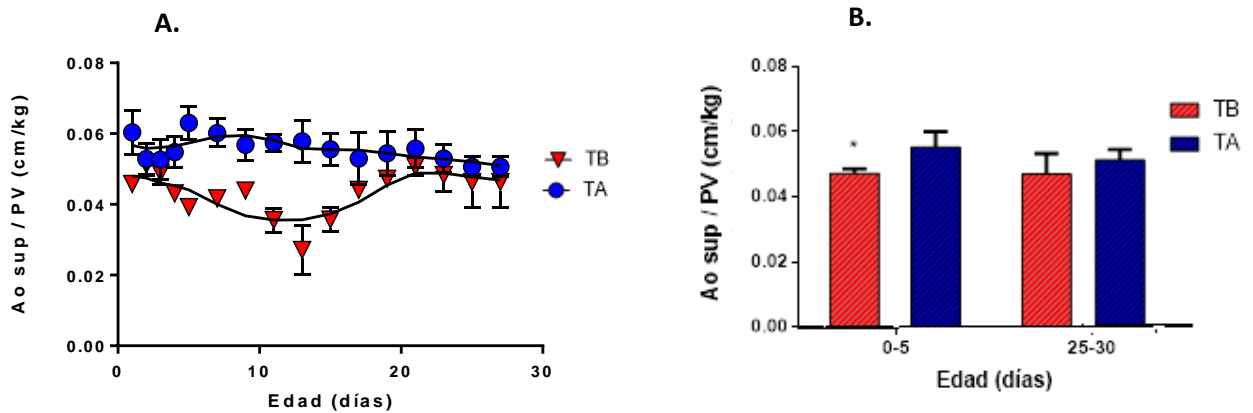 A.
Ao sup / PV (cm/kg)
0.08
0.06
0.04
0.02
0.00
0
10
20
30
Edad (días)
TB
TA
B.
Ao sup / PV (cm/kg)
0.08
0.06
0.04
0.02
0.00
*
0-5
25-30
Edad (días)
TB
TA